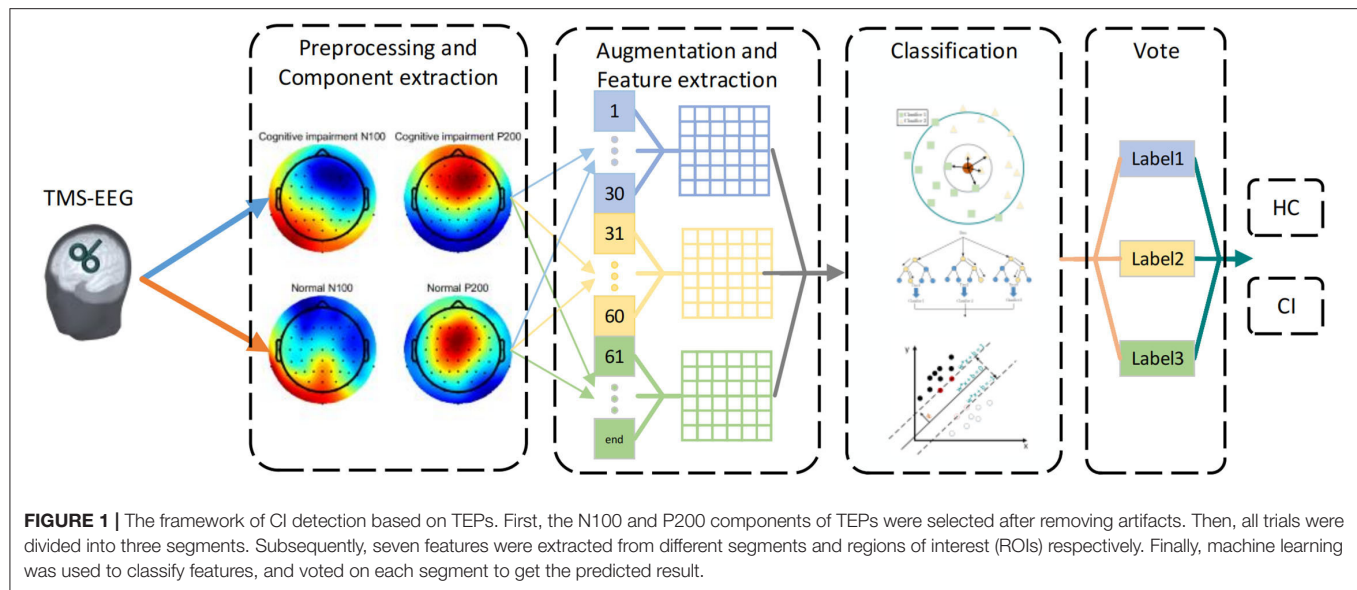 Preprocessing and
Component extraction
Augmentation and
Feature extraction
Classification
Vote
TMS-EEG
Cognitive impairment N100
Cognitive impairment P200
Normal N100
Normal P200
1
30
31
60
61
end
Y
X
Label1
Label2
Label3
HC
CI
FIGURE 1 | The framework of CI detection based on TEPs. First, the N100 and P200 components of TEPs were selected after removing artifacts. Then, all trials were
divided into three segments. Subsequently, seven features were extracted from different segments and regions of interest (ROIs) respectively. Finally, machine learning
was used to classify features, and voted on each segment to get the predicted result.